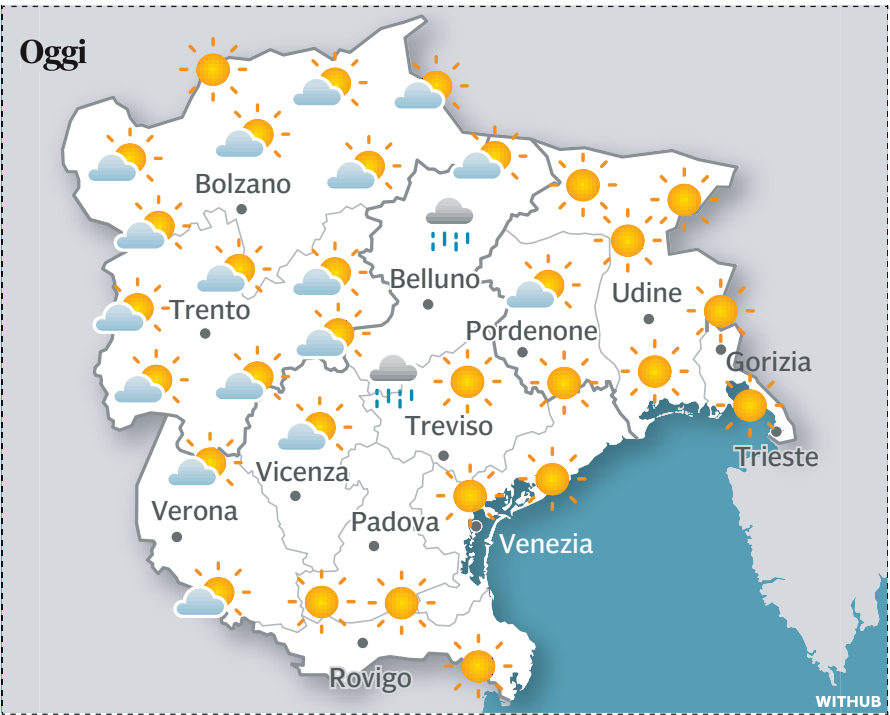 Oggi
Bolzano
Belluno
Udine
Trento
Pordenone
Gorizia
Treviso
Trieste
Vicenza
Verona
Padova
Venezia
Rovigo
WITHUB